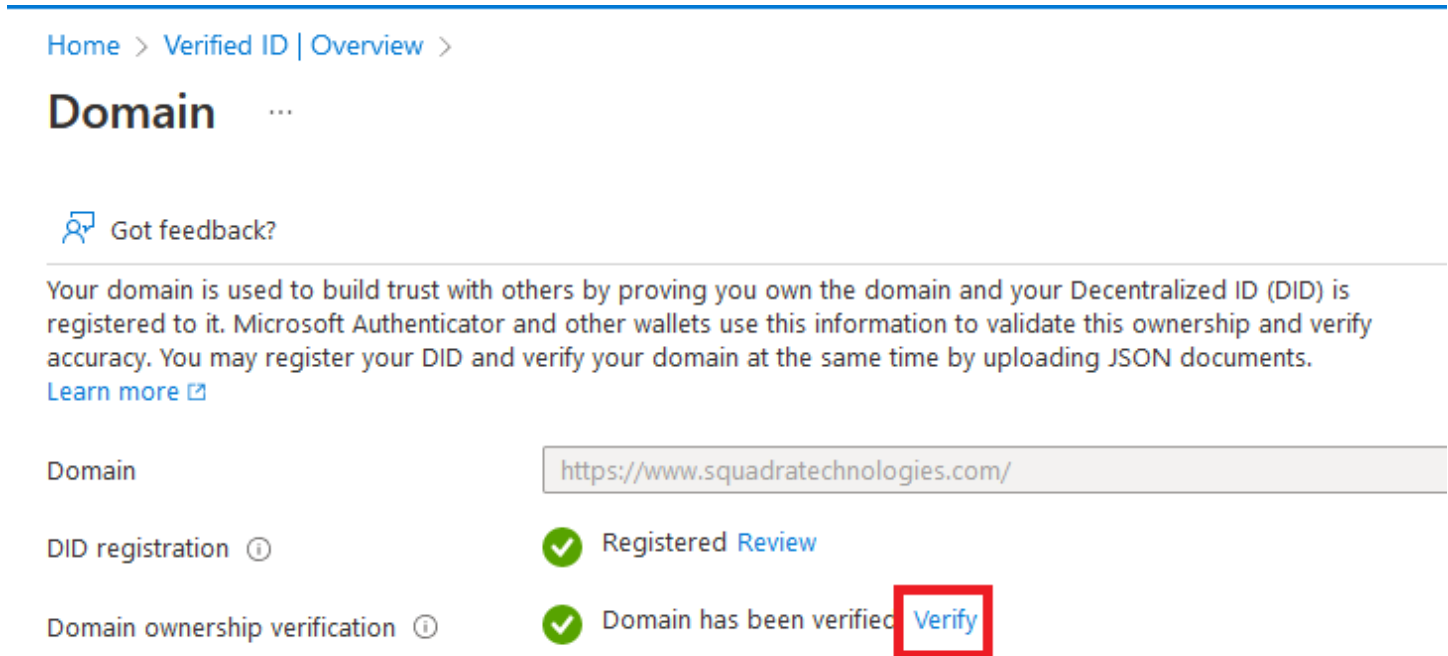 Home > Verified ID | Overview >
Domain ...
Got feedback?
Your domain is used to build trust with others by proving you own the domain and your Decentralized ID (DID) is
registered to it. Microsoft Authenticator and other wallets use this information to validate this ownership and verify
accuracy. You may register your DID and verify your domain at the same time by uploading JSON documents.
Learn more
Domain https://www.squadratechnologies.com/
DID registration Registered Review
Domain ownership verification Domain has been verified Verify